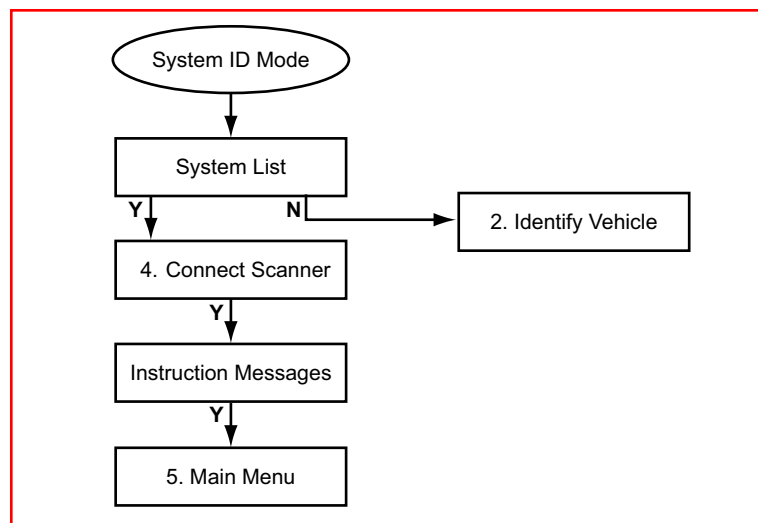 System ID Mode
System List
Y
N
2. Identify Vehicle
4. Connect Scanner
Y
Instruction Messages
Y
5. Main Menu